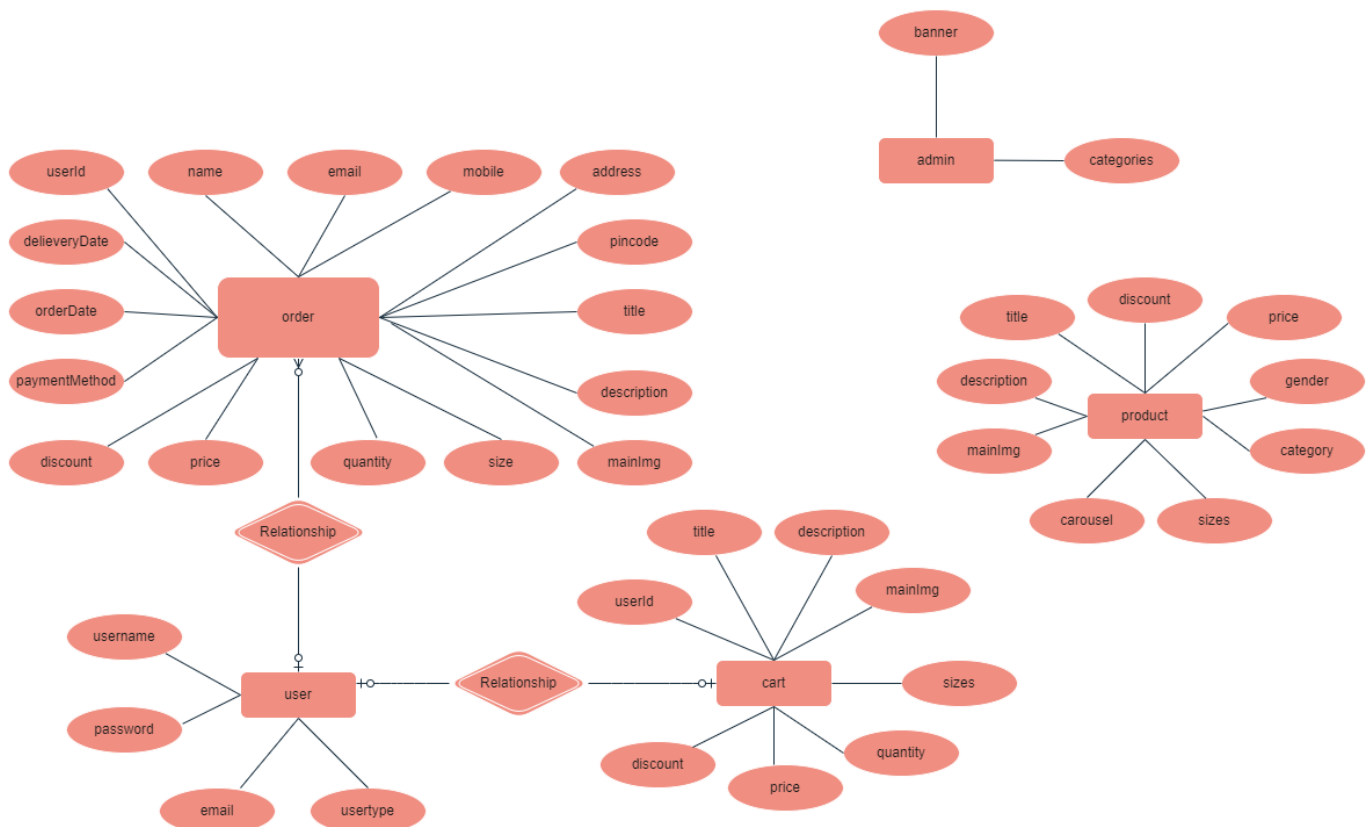 banner
admin
categories
userId
name
email
mobile
address
delieveryDate
pincode
orderDate
order
title
paymentMethod
description
discount
price
quantity
size
mainImg
discount
title
price
description
gender
product
mainImg
category
carousel
sizes
Relationship
title
description
userId
mainImg
username
user
Relationship
cart
sizes
password
discount
quantity
price
email
usertype